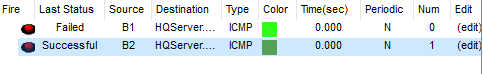 Fire Last Status Source Destination Type Color Time(sec) Periodic Num Edit
Failed B1 HQServer.... ICMP 0.000 N 0 (edit)
Successful B2 HQServer.... ICMP 0.000 N 1 (edit)